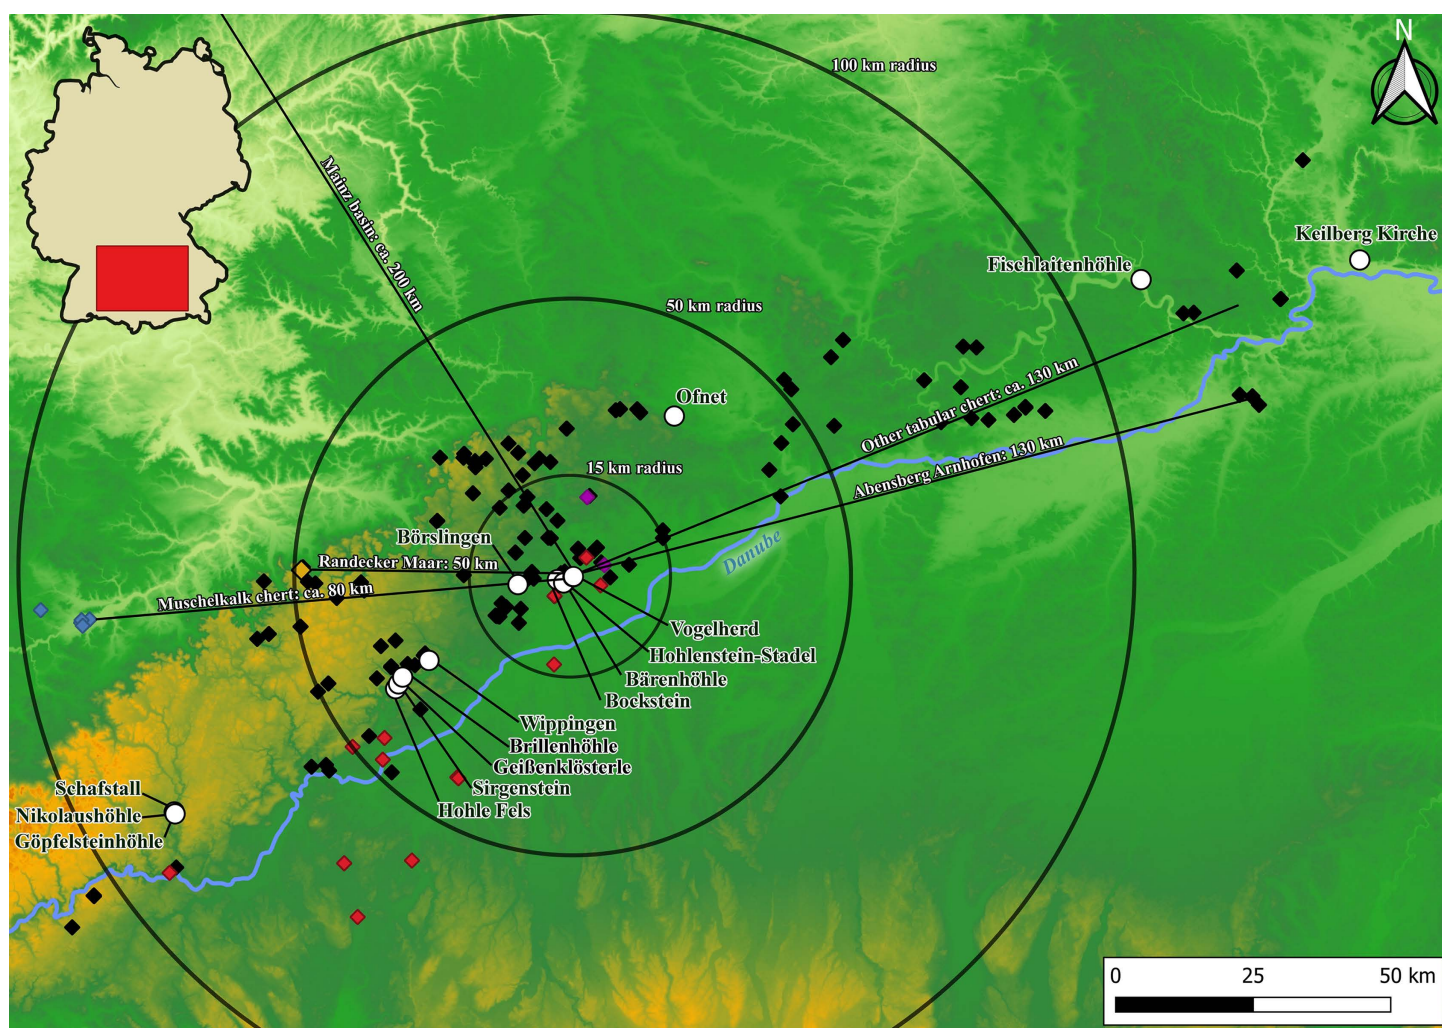 N
100 km radius
Mainz basin: ca. 200 km
Keilberg Kirche
Fischlaitenhöhle
50 km radius
Other tabular chert: ca. 130 km
Ofnet
Abensberg Arnhofen: 130 km
15 km radius
Börslingen
Danube
Randecker Maar: 50 km
Muschelkalk chert: ca. 80 km
Vogelherd
Hohlenstein-Stadel
Bärenhöhle
Bockstein
Wippingen
Brillenhöhle
Geißenklösterle
Sirgenstein
Hohle Fels
Schafstall
Nikolaushöhle
Göpfelsteinhöhle
0 25 50 km